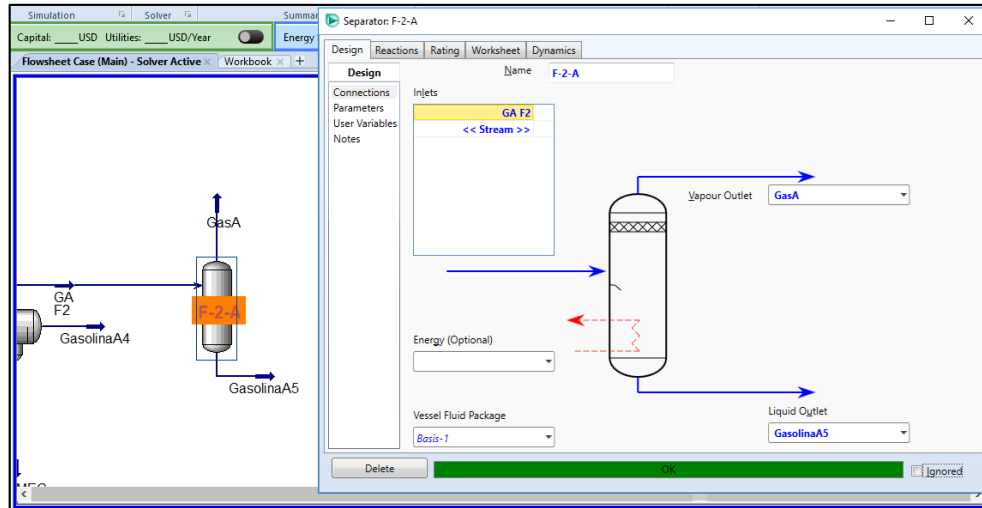 Simulation Solver Summar
Capital: ____USD Utilities: ____USD/Year Energy
Flowsheet Case (Main) - Solver Active Workbook
GasA
GA
F2
F-2-A
GasolinaA4
GasolinaA5
Separator: F-2-A
Design Reactions Rating Worksheet Dynamics
Design
Connections
Parameters
User Variables
Notes
Name F-2-A
Inlets
GA F2
<< Stream >>
Vapour Outlet GasA
Energy (Optional)
Vessel Fluid Package
Basis-1
Liquid Outlet
GasolinaA5
Delete OK Ignored